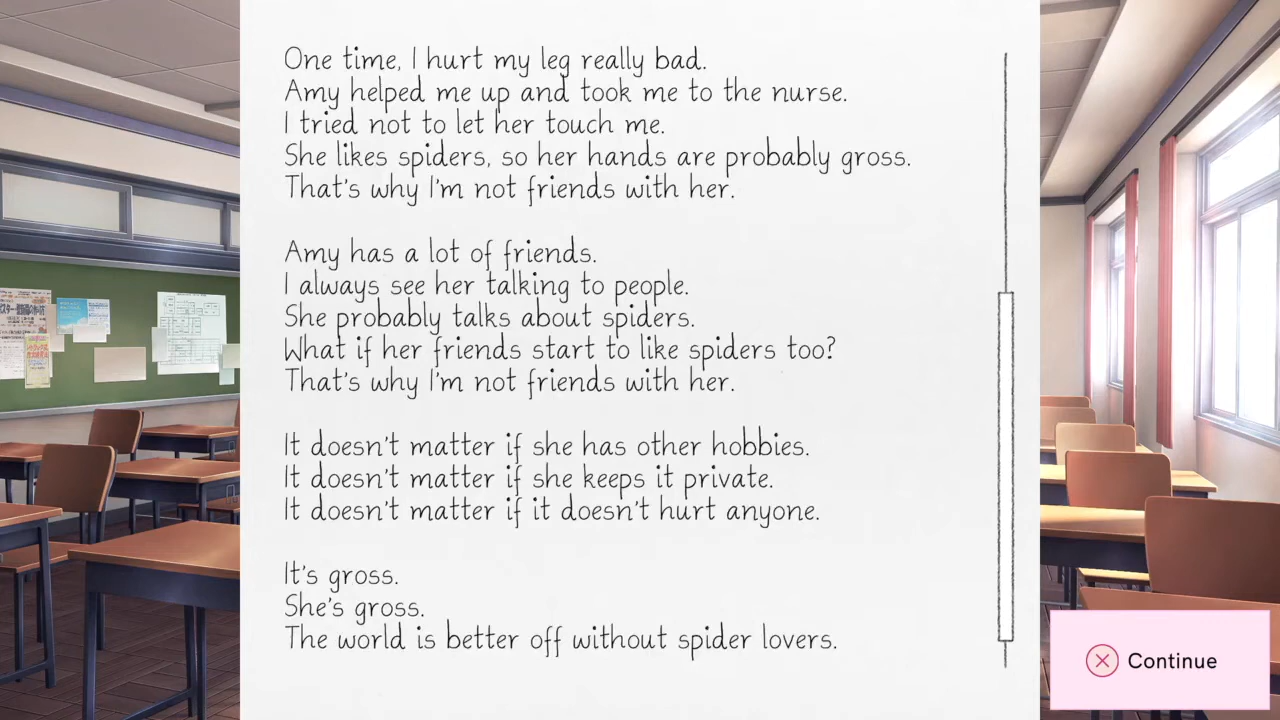 One time, I hurt my leg really bad.
Amy helped me up and took me to the nurse.
I tried not to let her touch me.
She likes spiders, so her hands are probably gross.
That's why I'm not friends with her.

Amy has a lot of friends.
I always see her talking to people.
She probably talks about spiders.
What if her friends start to like spiders too?
That's why I'm not friends with her.

It doesn't matter if she has other hobbies.
It doesn't matter if she keeps it private.
It doesn't matter if it doesn't hurt anyone.

It's gross.
She's gross.
The world is better off without spider lovers.
Continue